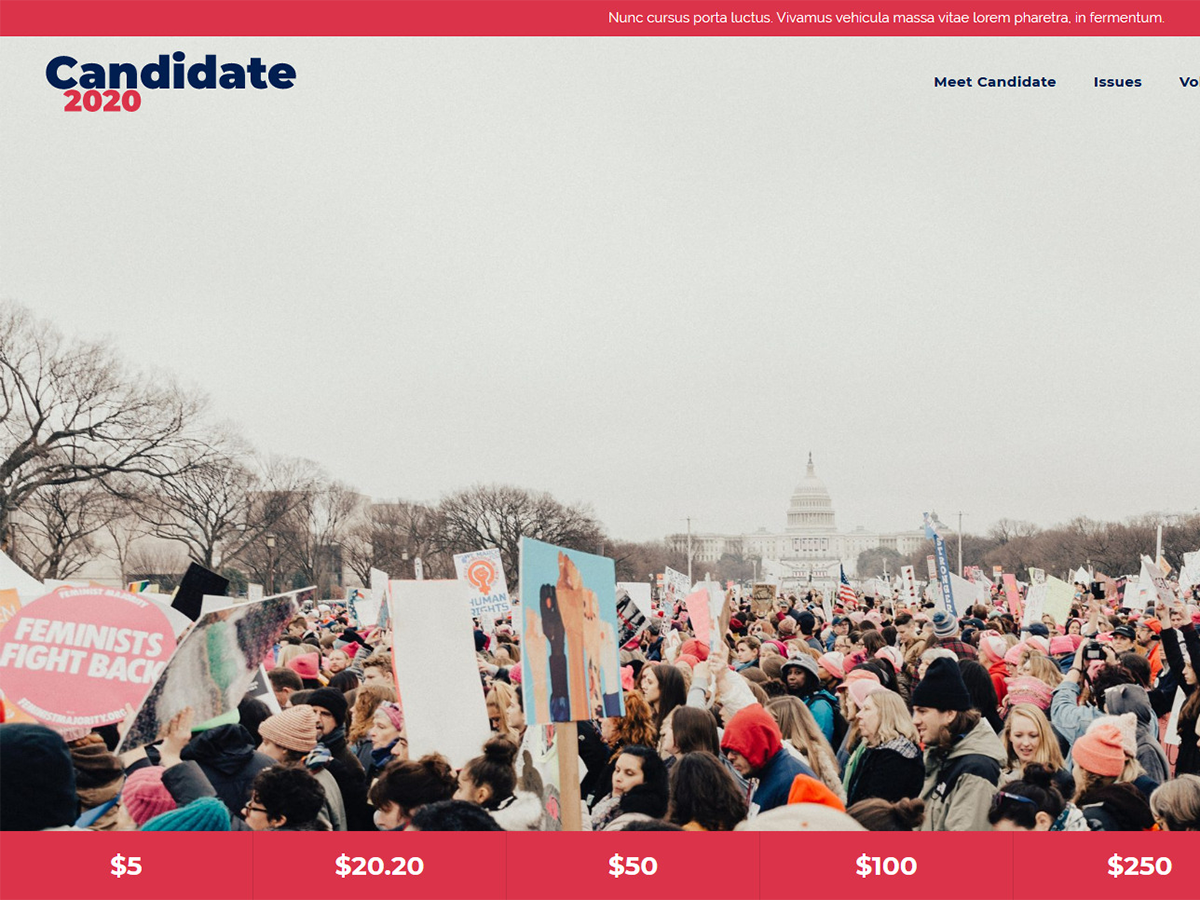 Nunc cursus porta luctus. Vivamus vehicula massa vitae lorem pharetra, in fermentum.
Candidate
2020
Meet Candidate
Issues
Vo
HUMAN
RIGHTS
STRONGER
FEMINIST MAJORITY
FEMINISTS
FIGHT BACK
FEMINISTMAJORITY.ORG
$5
$20.20
$50
$100
$250